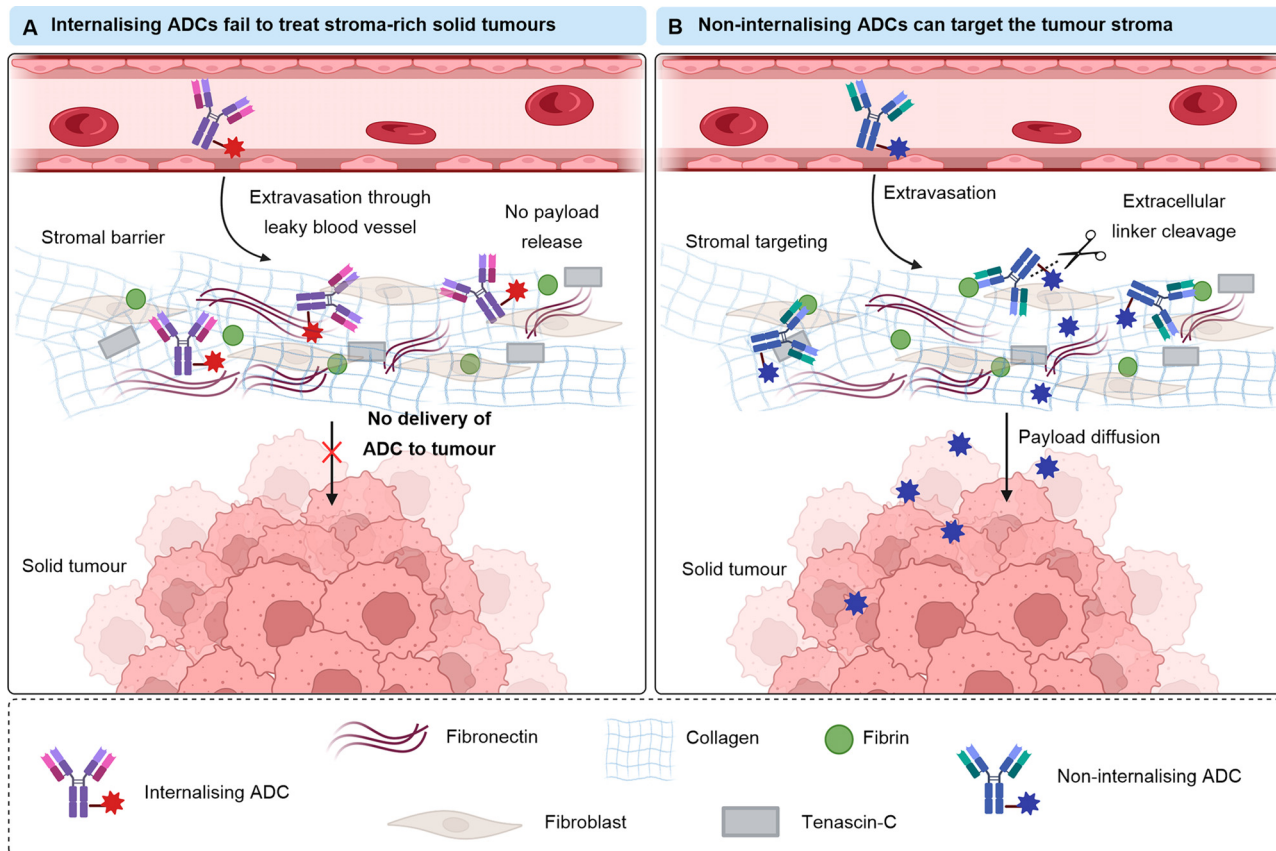 A Internalising ADCs fail to treat stroma-rich solid tumours
Extravasation through
leaky blood vessel
No payload
release
Stromal barrier
No delivery of
ADC to tumour
Solid tumour
B Non-internalising ADCs can target the tumour stroma
Extravasation
Extracellular
linker cleavage
Stromal targeting
Payload diffusion
Solid tumour
Internalising ADC
Fibronectin
Collagen
Fibrin
Non-internalising ADC
Fibroblast
Tenascin-C